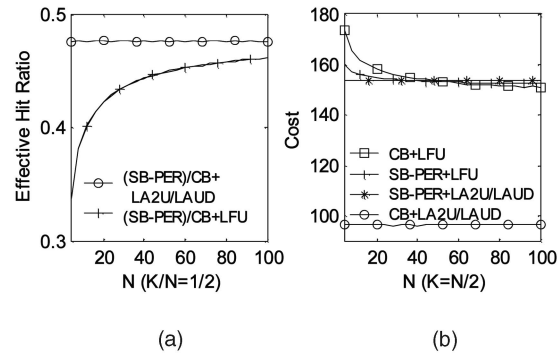 0.5
0.4
0.3
Effective Hit Ratio
(SB-PER)/CB+
LA2U/LAUD
(SB-PER)/CB+LFU
0 20 40 60 80 100
N (K/N=1/2)
(a)
180
160
140
120
100
Cost
CB+LFU
SB-PER+LFU
SB-PER+LA2U/LAUD
CB+LA2U/LAUD
20 40 60 80 100
N (K=N/2)
(b)